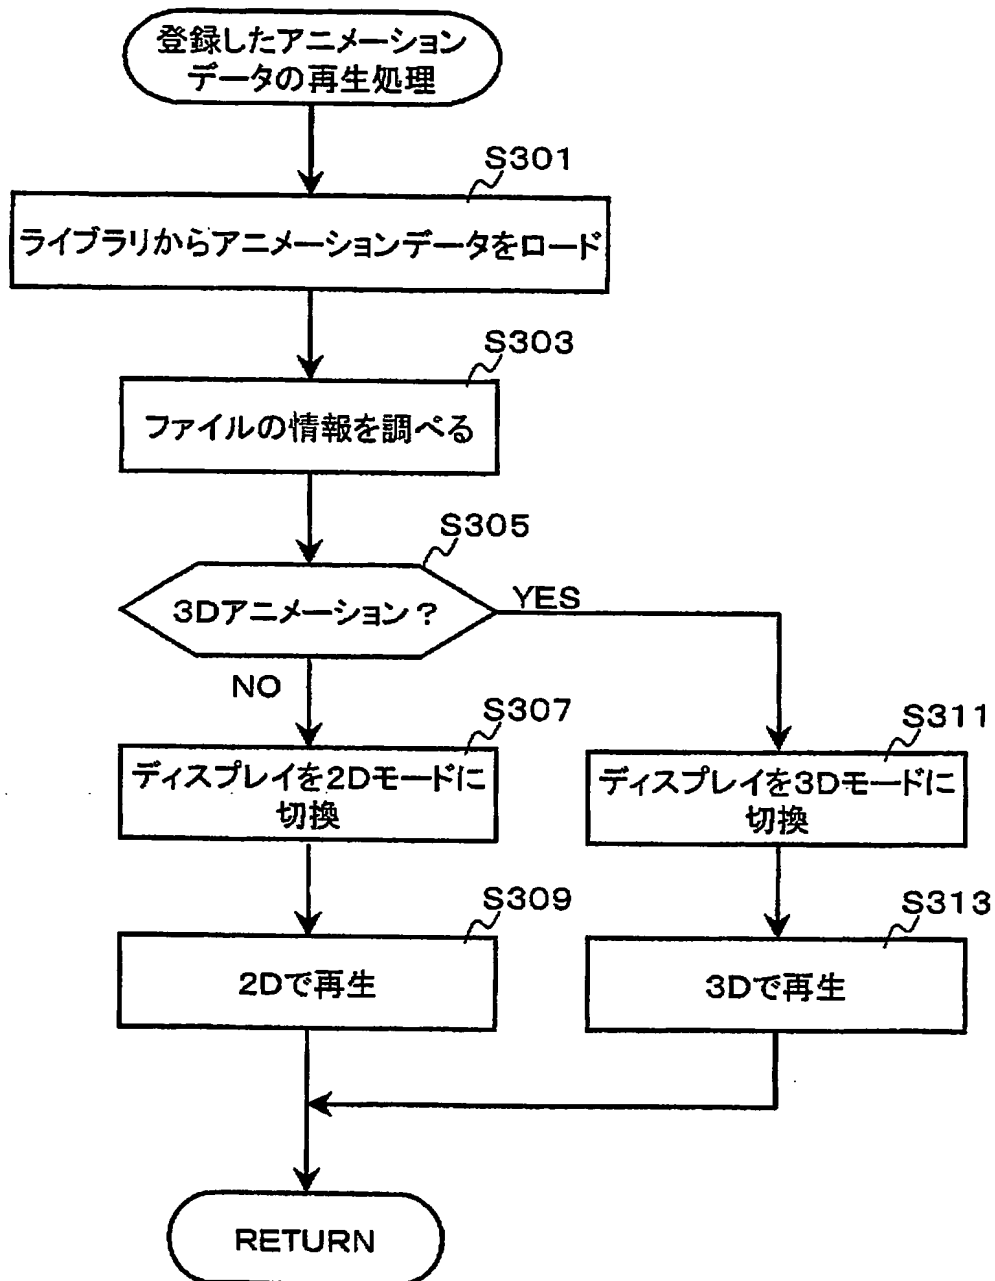 登録したアニメーション
データの再生処理
S301
ライブラリからアニメーションデータをロード
S303
ファイルの情報を調べる
S305
3Dアニメーション?
YES
NO
S307
ディスプレイを2Dモードに
切換
S311
ディスプレイを3Dモードに
切換
S309
2Dで再生
S313
3Dで再生
RETURN